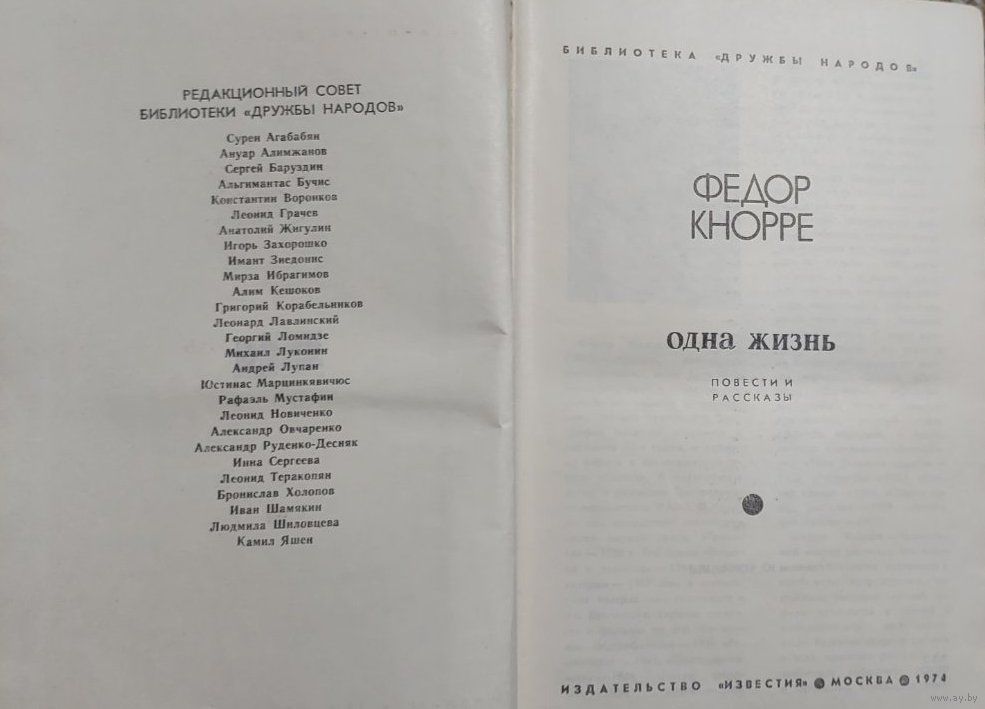 РЕДАКЦИОННЫЙ СОВЕТ
БИБЛИОТЕКИ «ДРУЖБЫ НАРОДОВ»
Сурен Агабабян
Ануар Алимжанов
Сергей Баруздин
Альгимантас Бучис
Константин Воронков
Леонид Грачев
Анатолий Жигулин
Игорь Захорошко
Имант Зиедонис
Мирза Ибрагимов
Алим Кешоков
Григорий Корабельников
Леонард Лавлинский
Георгий Ломидзе
Михаил Луконин
Андрей Лупан
Юстинас Марцинкявичюс
Рафаэль Мустафин
Леонид Новиченко
Александр Овчаренко
Александр Руденко-Десняк
Инна Сергеева
Леонид Теракопян
Бронислав Холопов
Иван Шамякин
Людмила Шиловцева
Камил Яшен
БИБЛИОТЕКА «ДРУЖБЫ НАРОДОВ»
ФЕДОР
КНОРРЕ
ОДНА ЖИЗНЬ
ПОВЕСТИ И
РАССКАЗЫ
ИЗДАТЕЛЬСТВО «ИЗВЕСТИЯ» МОСКВА 1974
www.ay.by